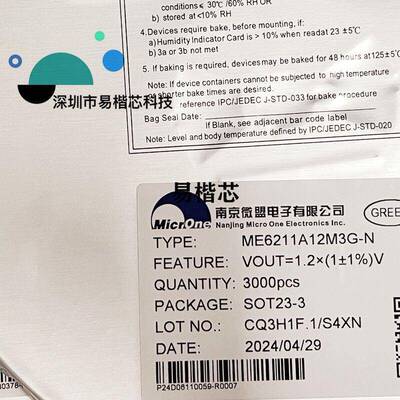 conditions≤ 30℃ /60% RH OR
b) stored at<10% RH
4.Devices require bake, before mounting, if:
a)Humidity Indicator Card is > 10% when readat 23 ±5℃
b) 3a or 3b not met
5. If baking is required, devices may be baked for 48 hours at125±5℃
Note: If device containers cannot be subjected to high temperature
shorter bake times are desired.
reference IPC/JEDEC J-STD-033 for bake procedure
Bag Seal Date:
If Blank, see adjacent bar code label
Note: Level and body temperature defined by IPC/JEDEC J-STD-020
深圳市易楷芯科技
易楷芯
MicrOne
南京微盟电子有限公司
Nanjing Micro One Electronics Inc.
GREE
TYPE: ME6211A12M3G-N
FEATURE: VOUT=1.2×(1±1%)V
QUANTITY: 3000pcs
PACKAGE: SOT23-3
LOT NO.: CQ3H1F.1/S4XN
DATE: 2024/04/29
P24D06110059-R0007